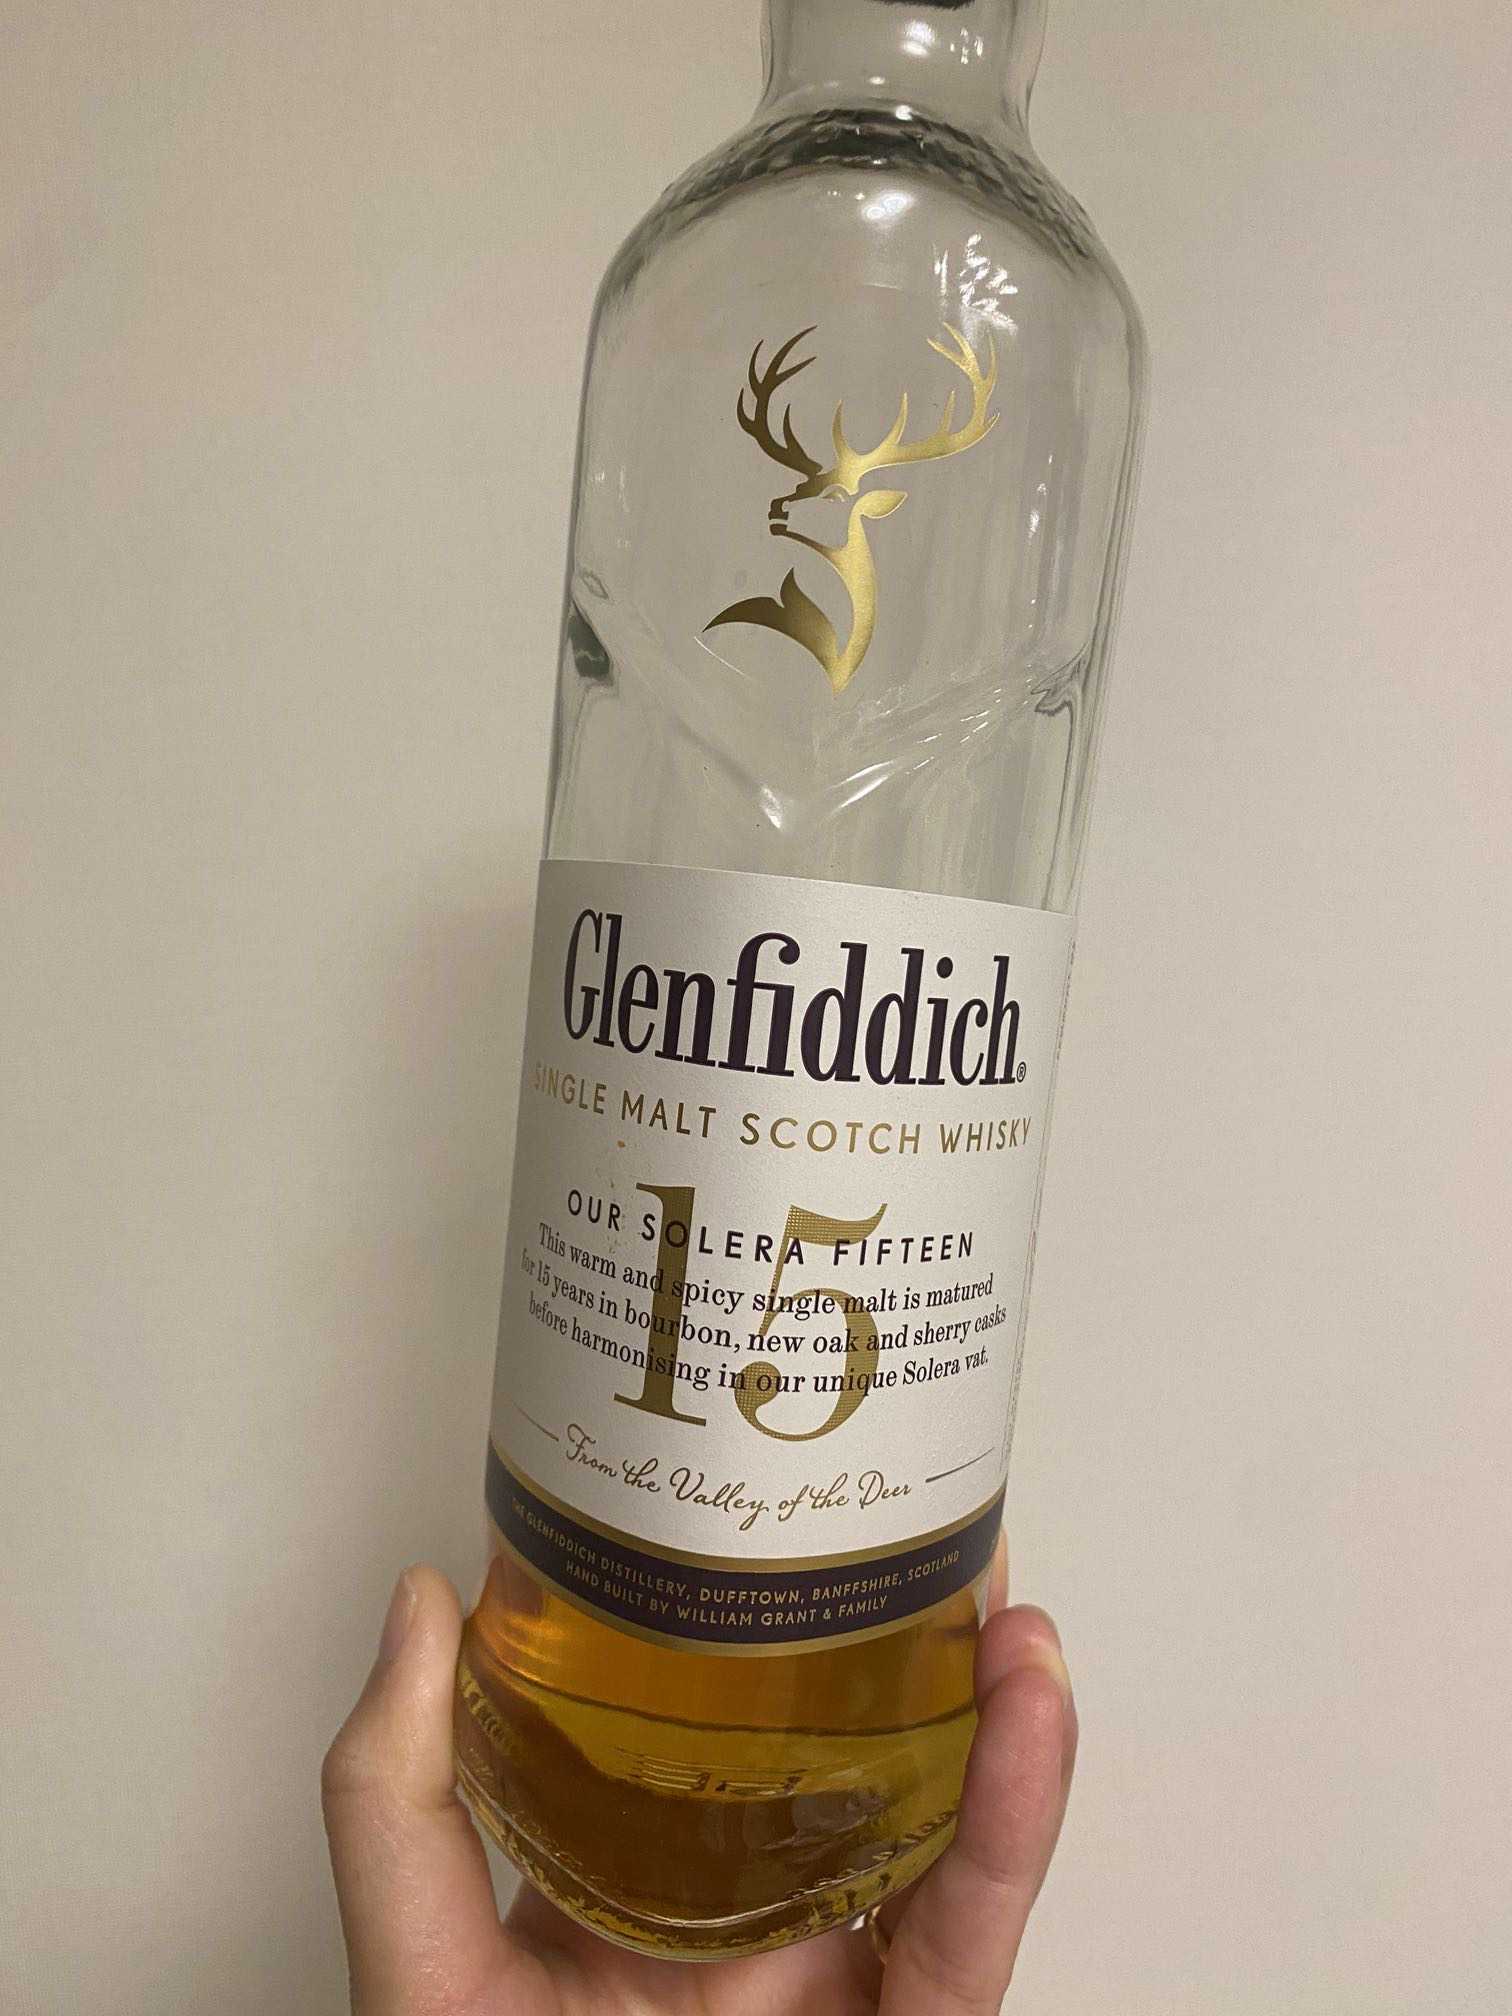 Glenfiddich®
SINGLE MALT SCOTCH WHISKY
15
OUR SOLERA FIFTEEN
This warm and spicy single malt is matured
for 15 years in bourbon, new oak and sherry casks
before harmonising in our unique Solera vat.
From the Valley of the Deer
THE GLENFIDDICH DISTILLERY, DUFFTOWN, BANFFSHIRE, SCOTLAND
HAND BUILT BY WILLIAM GRANT & FAMILY